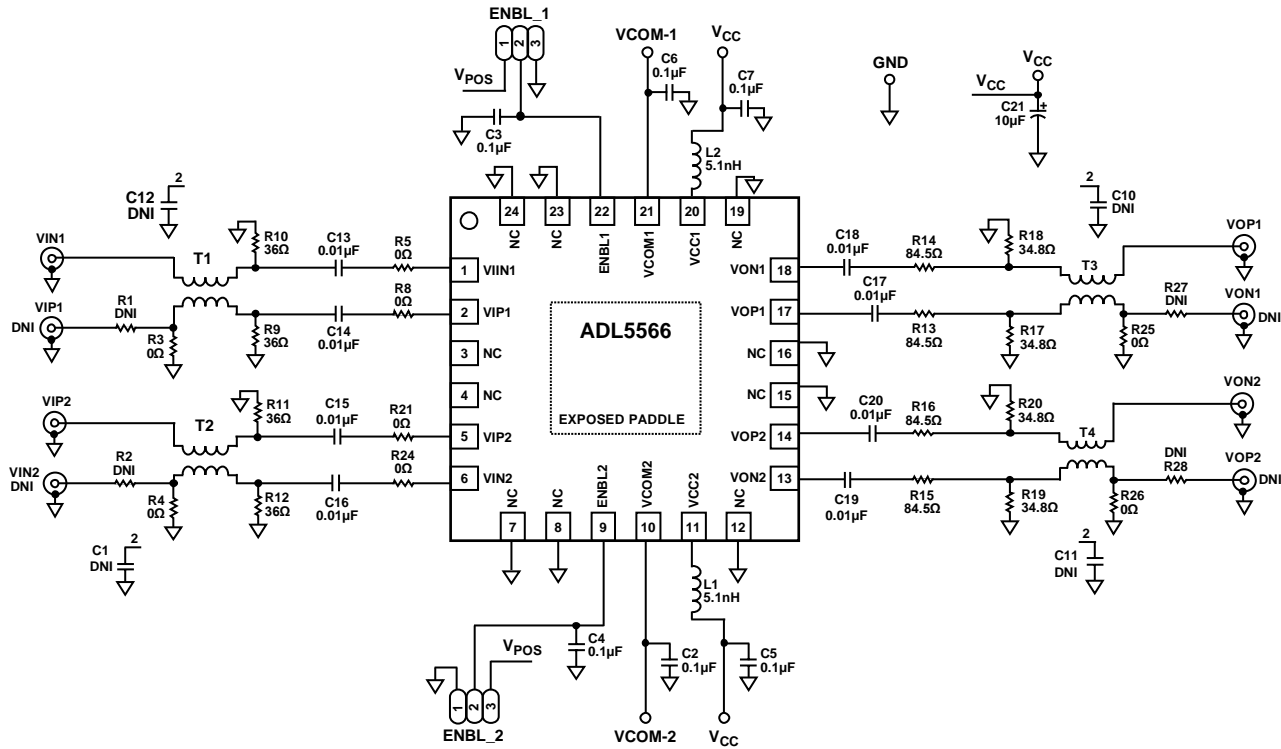 ENBL_1
1
2
3
VPOS
C3
0.1µF
VCOM-1
C6
0.1µF
VCC
C7
0.1µF
L2
5.1nH
GND
VCC
VCC
C21
10µF
+
C12
DNI
2
VIN1
T1
R10
36Ω
C13
0.01µF
R5
0Ω
VIP1
DNI
R1
DNI
R3
0Ω
R9
36Ω
C14
0.01µF
R8
0Ω
VIP2
T2
R11
36Ω
C15
0.01µF
R21
0Ω
VIN2
DNI
R2
DNI
R4
0Ω
R12
36Ω
C16
0.01µF
R24
0Ω
C1
DNI
2
24
23
22
21
20
19
NC
NC
ENBL1
VCOM1
VCC1
NC
1
VIIN1
2
VIP1
3
NC
4
NC
5
VIP2
6
VIN2
ADL5566
EXPOSED PADDLE
VON1
18
VOP1
17
NC
16
NC
15
VOP2
14
VON2
13
NC
NC
ENBL2
VCOM2
VCC2
NC
7
8
9
10
11
12
C18
0.01µF
R14
84.5Ω
R18
34.8Ω
C10
DNI
2
T3
VOP1
C17
0.01µF
R13
84.5Ω
R17
34.8Ω
R25
0Ω
R27
DNI
VON1
DNI
C20
0.01µF
R16
84.5Ω
R20
34.8Ω
T4
VON2
C19
0.01µF
R15
84.5Ω
R19
34.8Ω
R26
0Ω
DNI
R28
VOP2
DNI
C11
DNI
2
L1
5.1nH
C4
0.1µF
C2
0.1µF
C5
0.1µF
VPOS
1
2
3
ENBL_2
VCOM-2
VCC